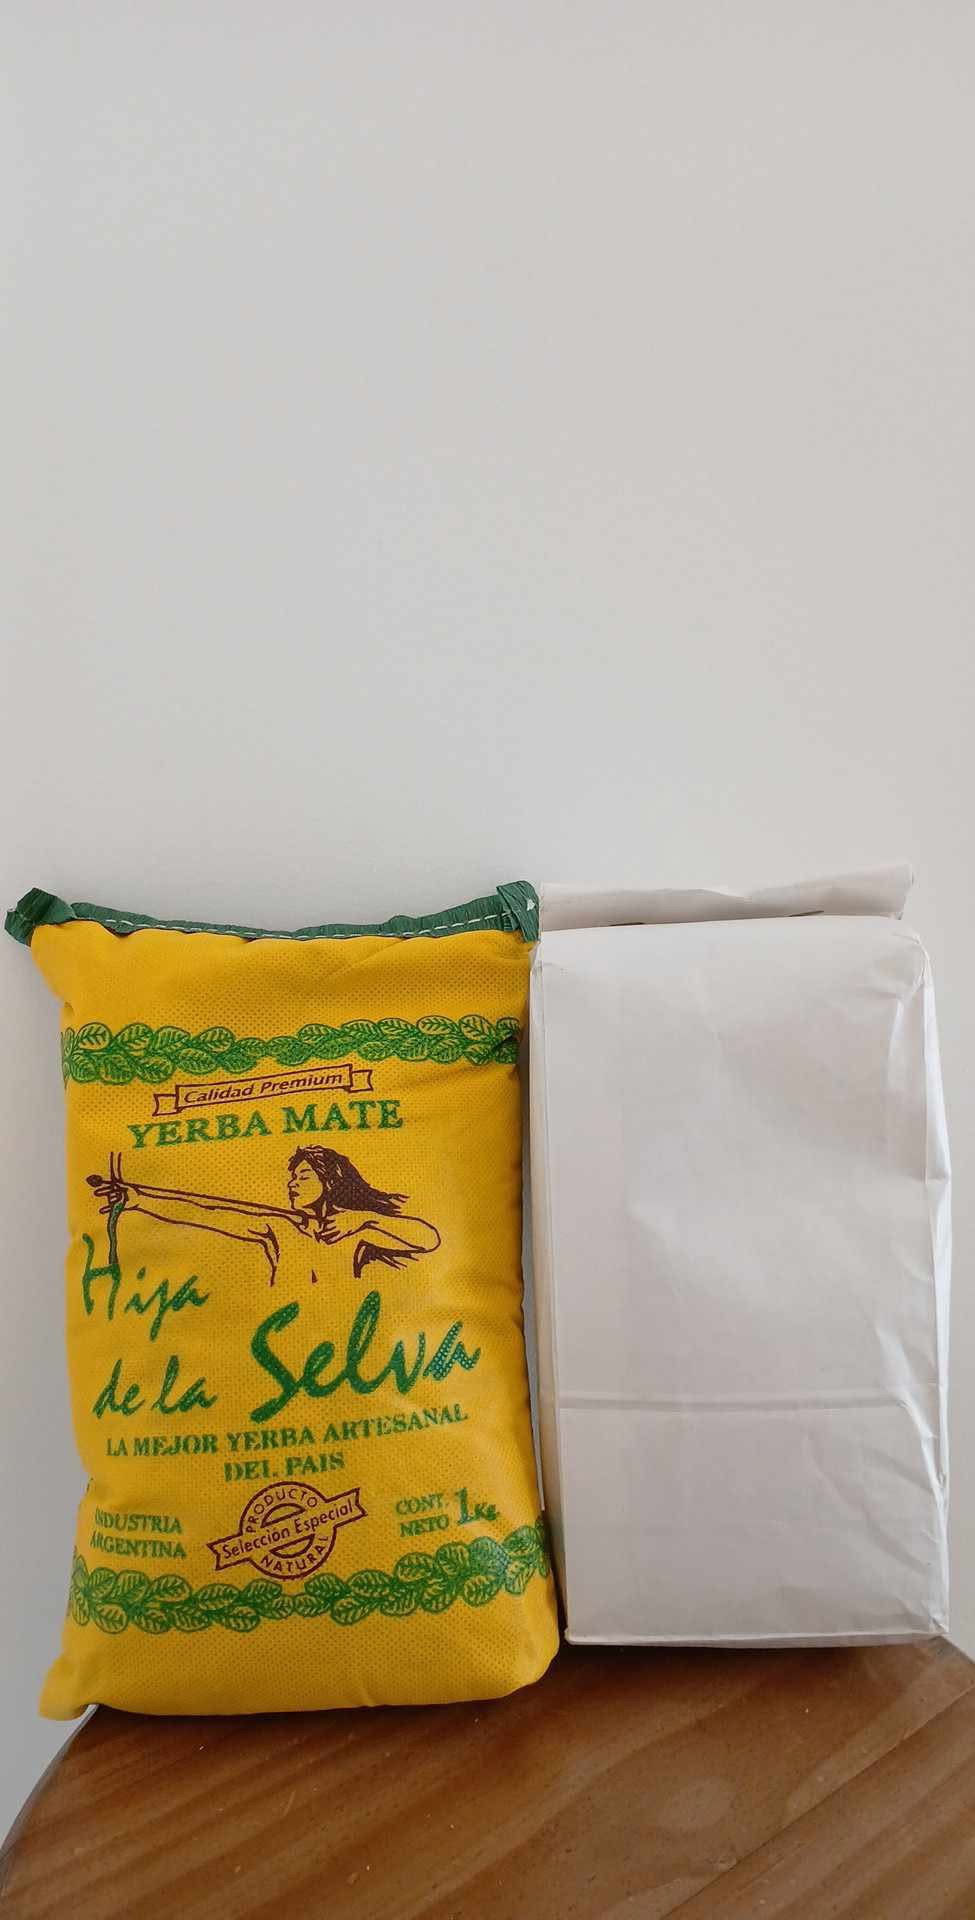 Calidad Premium
YERBA MATE
Hija
de la Selva
LA MEJOR YERBA ARTESANAL
DEL PAIS
INDUSTRIA
ARGENTINA
PRODUCTO
Selección Especial
NATURAL
CONT.
NETO 1Kg